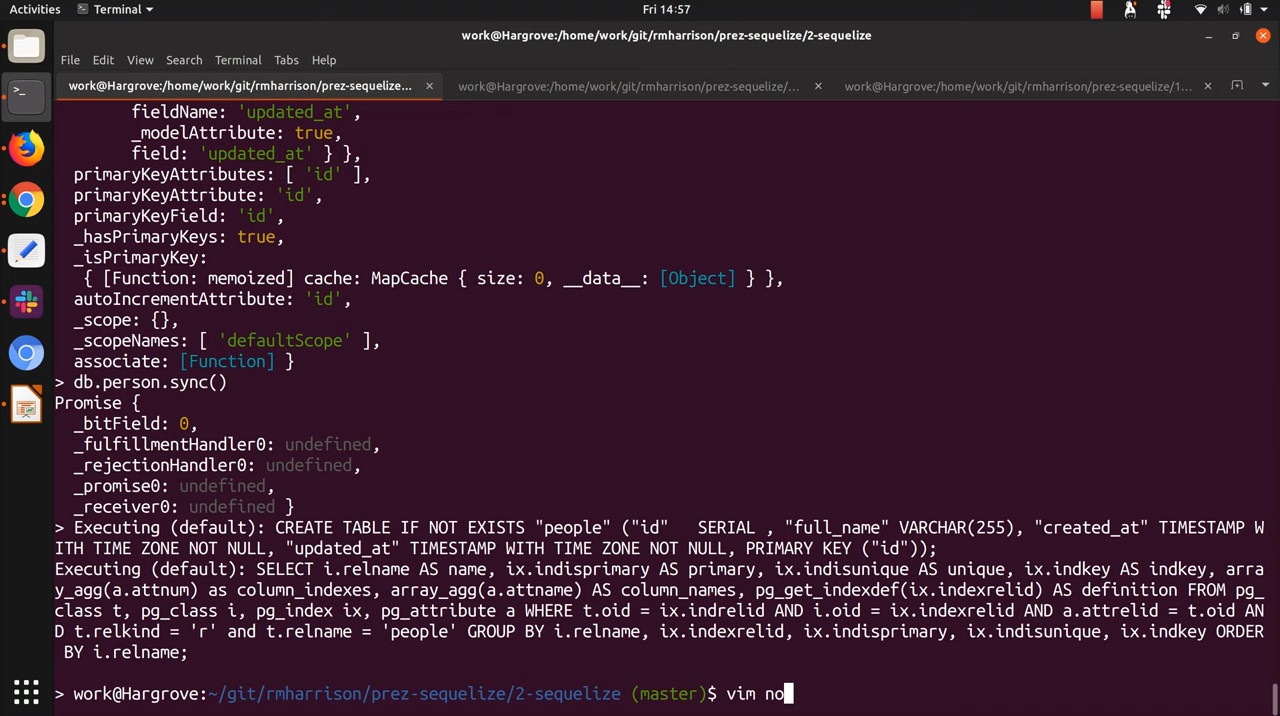 Activities Terminal Fri 14:57
work@Hargrove:/home/work/git/rmharrison/prez-sequelize/2-sequelize
File Edit View Search Terminal Tabs Help
work@Hargrove:/home/work/git/rmharrison/prez-sequelize... work@Hargrove:/home/work/git/rmharrison/prez-sequelize/... work@Hargrove:/home/work/git/rmharrison/prez-sequelize/1...
fieldName: 'updated_at',
_modelAttribute: true,
field: 'updated_at' } },
primaryKeyAttributes: [ 'id' ],
primaryKeyAttribute: 'id',
primaryKeyField: 'id',
_hasPrimaryKeys: true,
_isPrimaryKey:
{ [Function: memoized] cache: MapCache { size: 0, __data__: [Object] } },
autoIncrementAttribute: 'id',
_scope: {},
_scopeNames: [ 'defaultScope' ],
associate: [Function] }
> db.person.sync()
Promise {
_bitField: 0,
_fulfillmentHandler0: undefined,
_rejectionHandler0: undefined,
_promise0: undefined,
_receiver0: undefined }
> Executing (default): CREATE TABLE IF NOT EXISTS "people" ("id"   SERIAL , "full_name" VARCHAR(255), "created_at" TIMESTAMP W
ITH TIME ZONE NOT NULL, "updated_at" TIMESTAMP WITH TIME ZONE NOT NULL, PRIMARY KEY ("id"));
Executing (default): SELECT i.relname AS name, ix.indisprimary AS primary, ix.indisunique AS unique, ix.indkey AS indkey, arra
y_agg(a.attnum) as column_indexes, array_agg(a.attname) AS column_names, pg_get_indexdef(ix.indexrelid) AS definition FROM pg_
class t, pg_class i, pg_index ix, pg_attribute a WHERE t.oid = ix.indrelid AND i.oid = ix.indexrelid AND a.attrelid = t.oid AN
D t.relkind = 'r' and t.relname = 'people' GROUP BY i.relname, ix.indexrelid, ix.indisprimary, ix.indisunique, ix.indkey ORDER
BY i.relname;
> work@Hargrove:~/git/rmharrison/prez-sequelize/2-sequelize (master)$ vim no